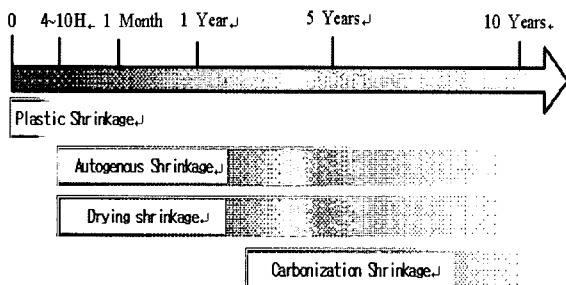 0 4~10H↵ 1 Month 1 Year↵ 5 Years↵ 10 Years↵
Plastic Shrinkage↵
Autogenous Shrinkage↵
Drying shrinkage↵
Carbonization Shrinkage↵